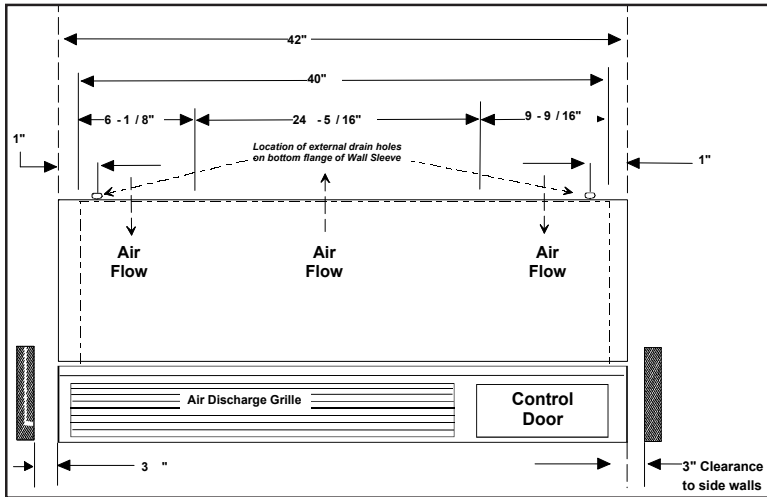 42"
40"
6 - 1 / 8"
24 - 5 / 16"
9 - 9 / 16"
1"
Location of external drain holes
on bottom flange of Wall Sleeve
1"
Air
Flow
Air
Flow
Air
Flow
Air Discharge Grille
Control
Door
3 "
3" Clearance
to side walls